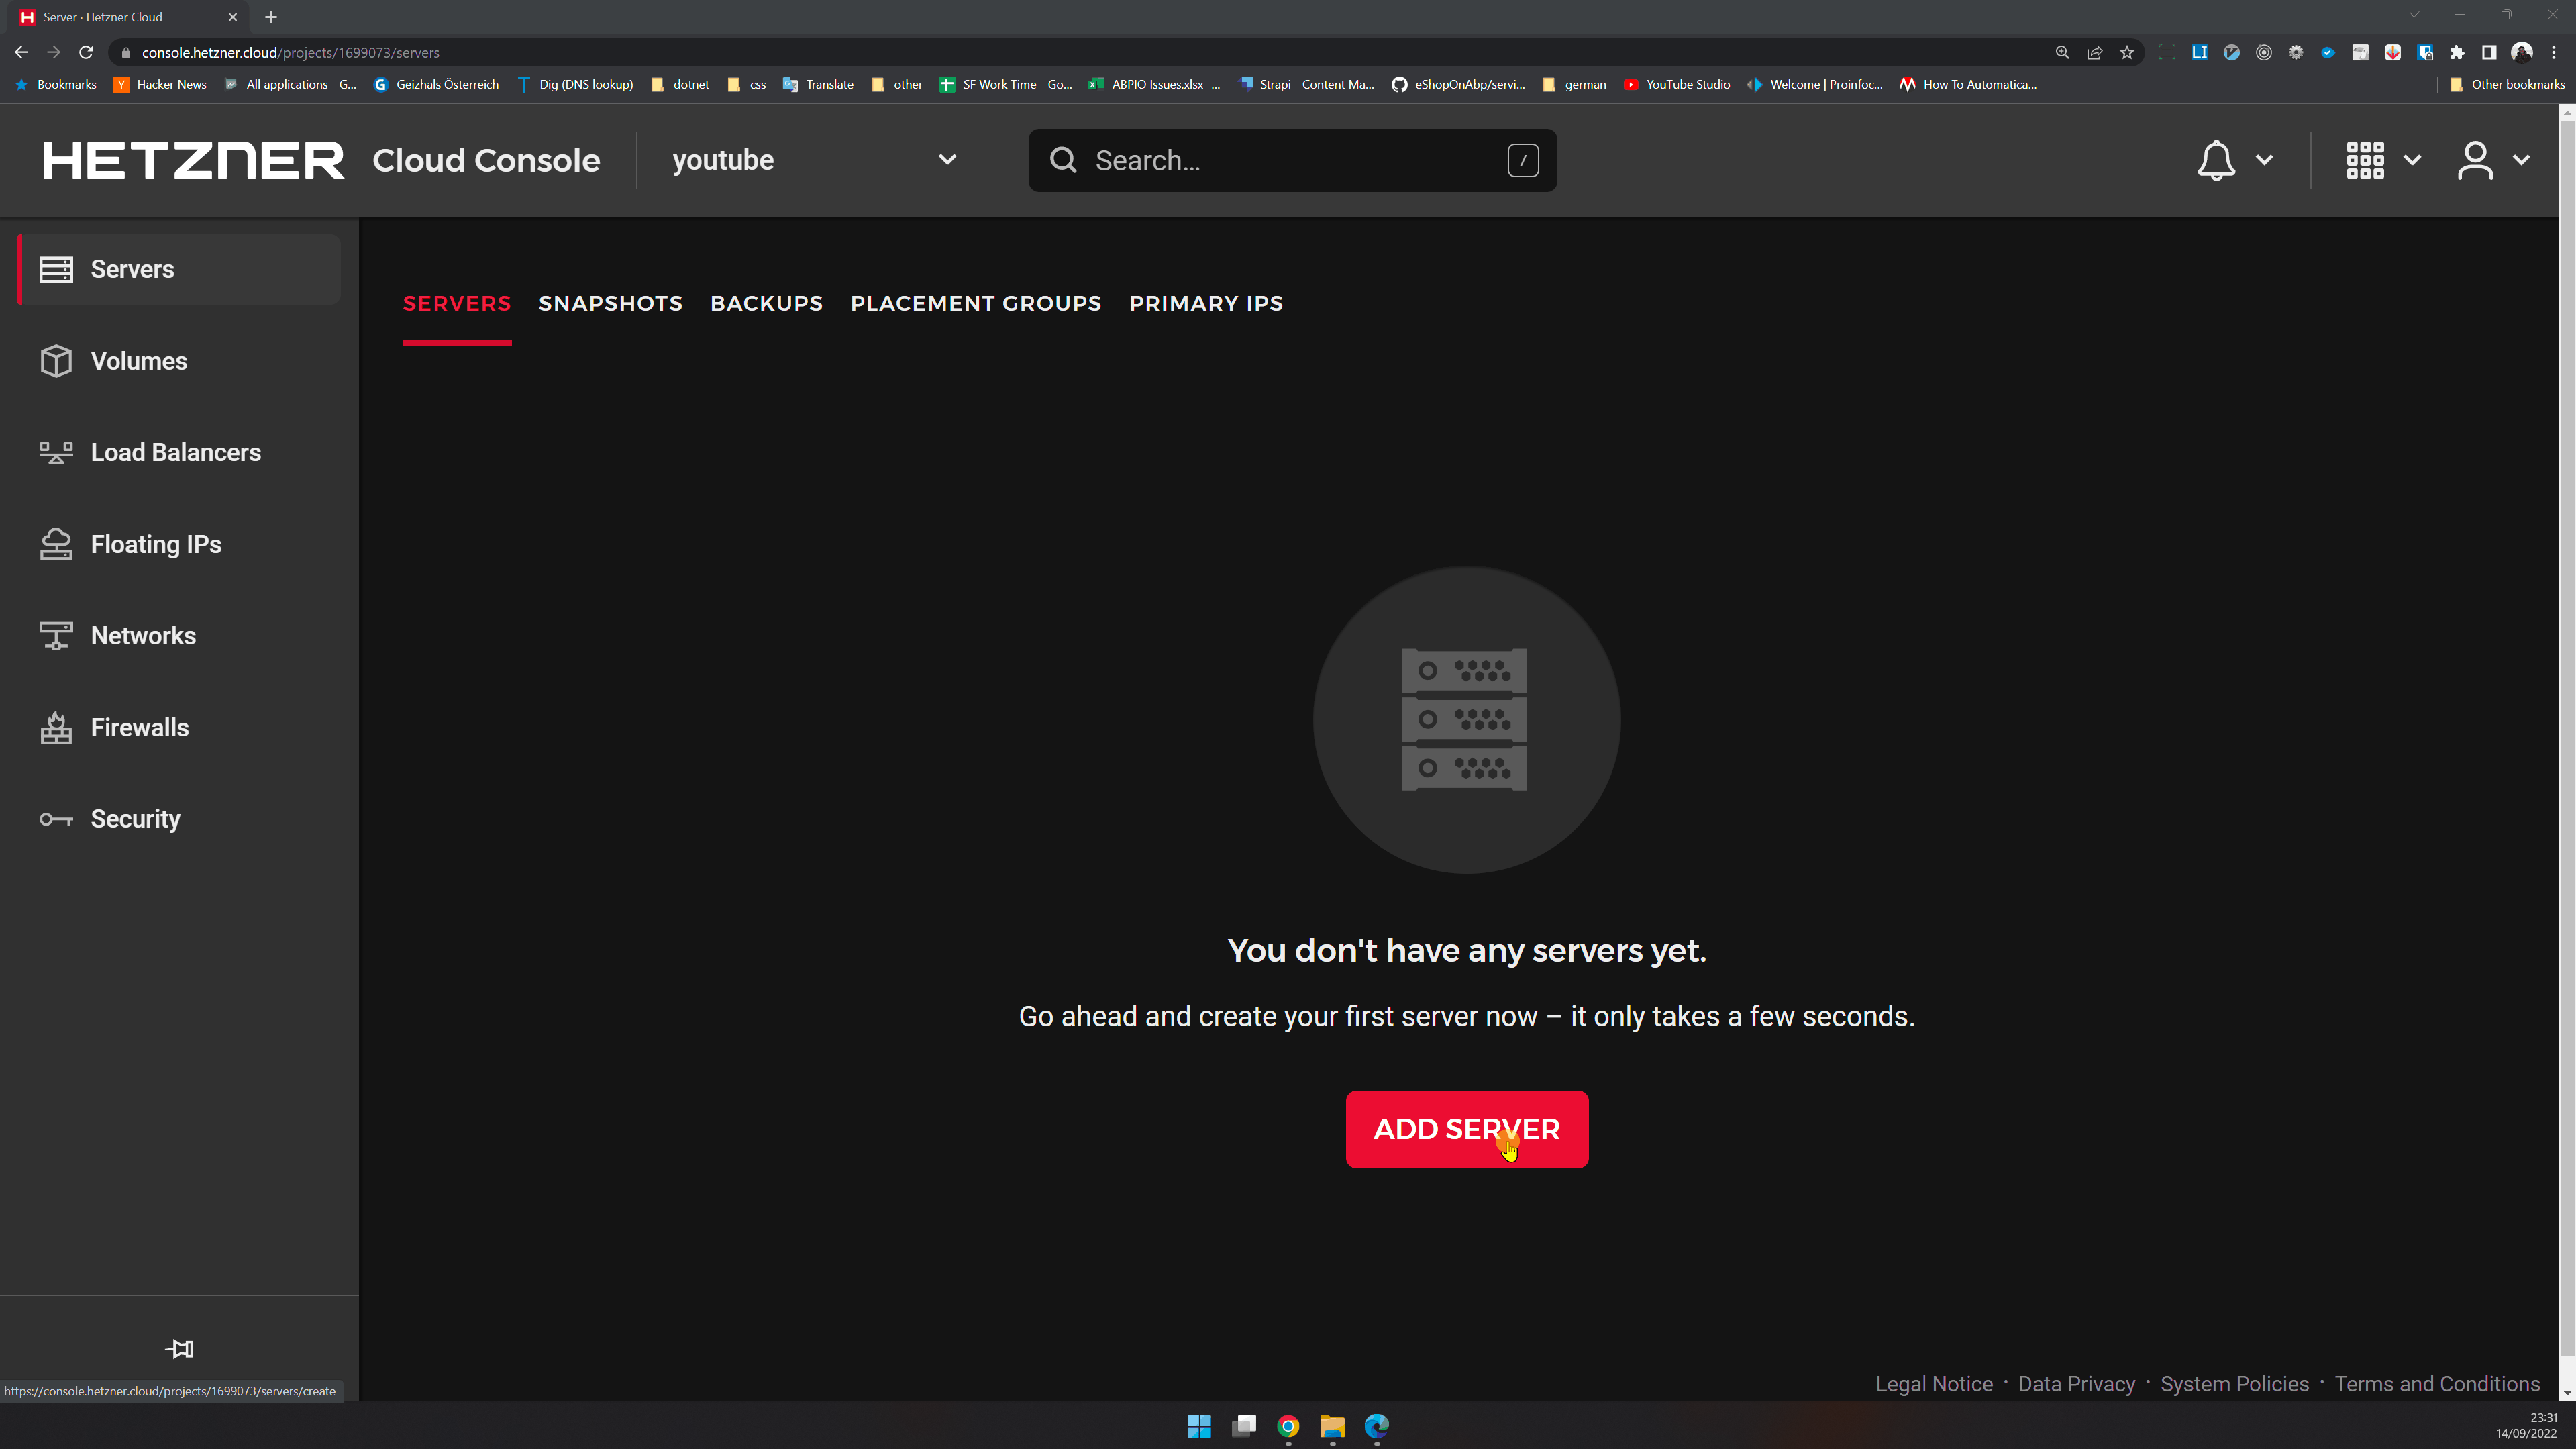 Server · Hetzner Cloud
console.hetzner.cloud/projects/1699073/servers
Bookmarks
Hacker News
All applications - G...
Geizhals Österreich
Dig (DNS lookup)
dotnet
css
Translate
other
SF Work Time - Go...
ABPIO Issues.xlsx -...
Strapi - Content Ma...
eShopOnAbp/servi...
german
YouTube Studio
Welcome | Proinfoc...
How To Automatica...
Other bookmarks
HETZNER Cloud Console
youtube
Search...
/
Servers
Volumes
Load Balancers
Floating IPs
Networks
Firewalls
Security
SERVERS
SNAPSHOTS
BACKUPS
PLACEMENT GROUPS
PRIMARY IPS
You don't have any servers yet.
Go ahead and create your first server now – it only takes a few seconds.
ADD SERVER
Legal Notice · Data Privacy · System Policies · Terms and Conditions
https://console.hetzner.cloud/projects/1699073/servers/create
23:31
14/09/2022